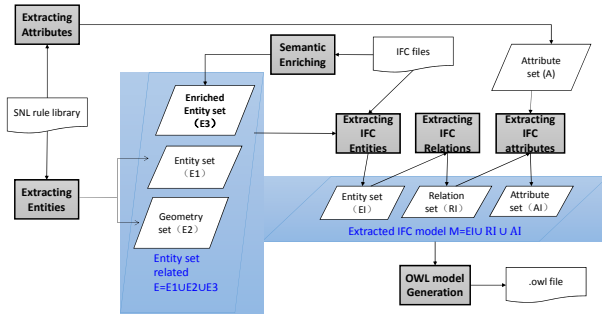 Extracting
Attributes
Semantic
Enriching
IFC files
Attribute
set (A)
SNL rule library
Enriched
Entity set
（E3）
Extracting
IFC
Entities
Extracting
IFC
Relations
Extracting
IFC
attributes
Entity set
（E1）
Extracting
Entities
Geometry
set（E2）
Entity set
（EI）
Relation
set（RI）
Attribute
set（AI）
Extracted IFC model M=EI∪ RI ∪ AI
Entity set
related
E=E1∪E2∪E3
OWL model
Generation
.owl file